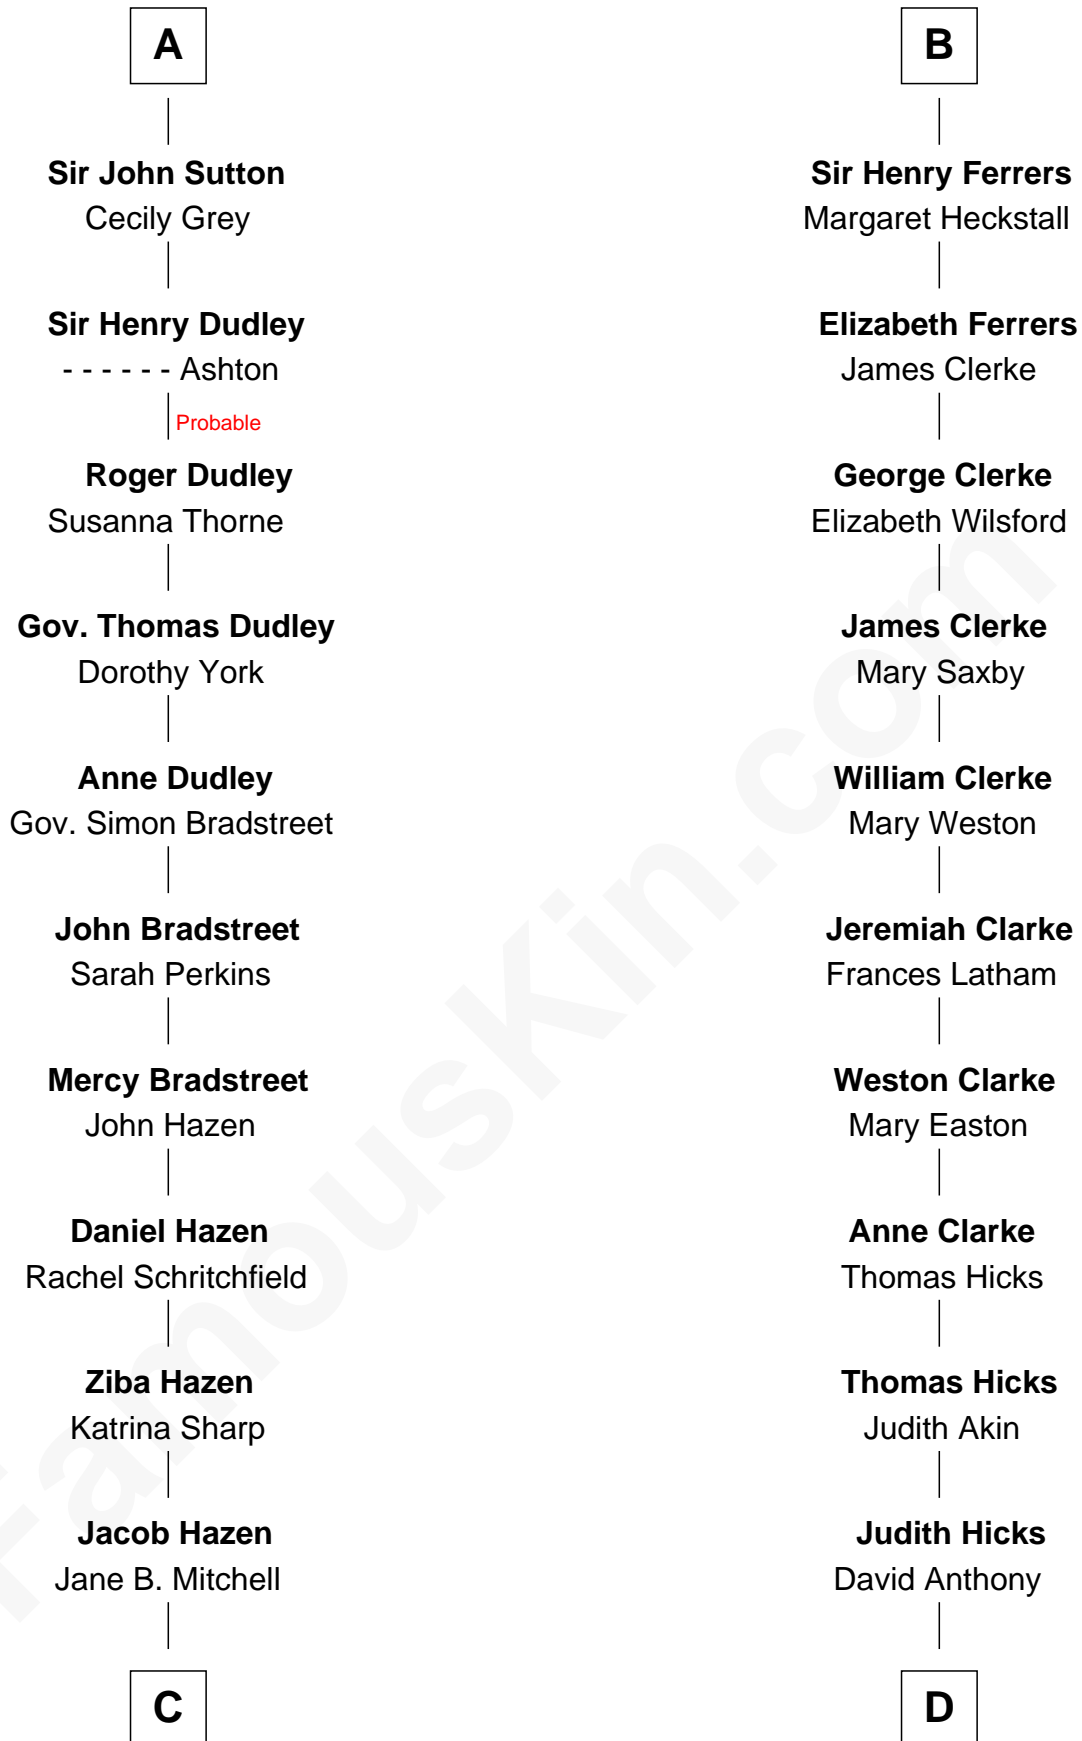 A
Sir John Sutton
Cecily Grey
Sir Henry Dudley
- - - - - - Ashton
Probable
Roger Dudley
Susanna Thorne
Gov. Thomas Dudley
Dorothy York
Anne Dudley
Gov. Simon Bradstreet
John Bradstreet
Sarah Perkins
Mercy Bradstreet
John Hazen
Daniel Hazen
Rachel Schritchfield
Ziba Hazen
Katrina Sharp
Jacob Hazen
Jane B. Mitchell
C
B
Sir Henry Ferrers
Margaret Heckstall
Elizabeth Ferrers
James Clerke
George Clerke
Elizabeth Wilsford
James Clerke
Mary Saxby
William Clerke
Mary Weston
Jeremiah Clarke
Frances Latham
Weston Clarke
Mary Easton
Anne Clarke
Thomas Hicks
Thomas Hicks
Judith Akin
Judith Hicks
David Anthony
D
FamousKin.com